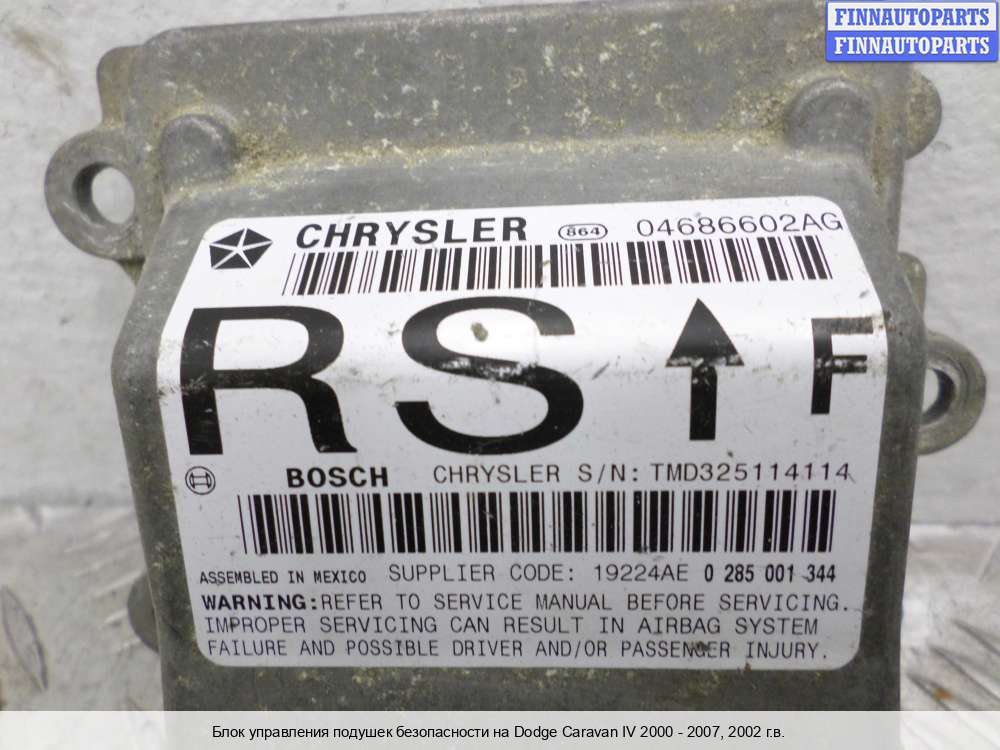 FINNAUTOPARTS
FINNAUTOPARTS
CHRYSLER 864 04686602AG
RS F
BOSCH CHRYSLER S/N: TMD325114114
ASSEMBLED IN MEXICO SUPPLIER CODE: 19224AE 0 285 001 344
WARNING:REFER TO SERVICE MANUAL BEFORE SERVICING.
IMPROPER SERVICING CAN RESULT IN AIRBAG SYSTEM
FAILURE AND POSSIBLE DRIVER AND/OR PASSENGER INJURY.
Блок управления подушек безопасности на Dodge Caravan IV 2000 - 2007, 2002 г.в.